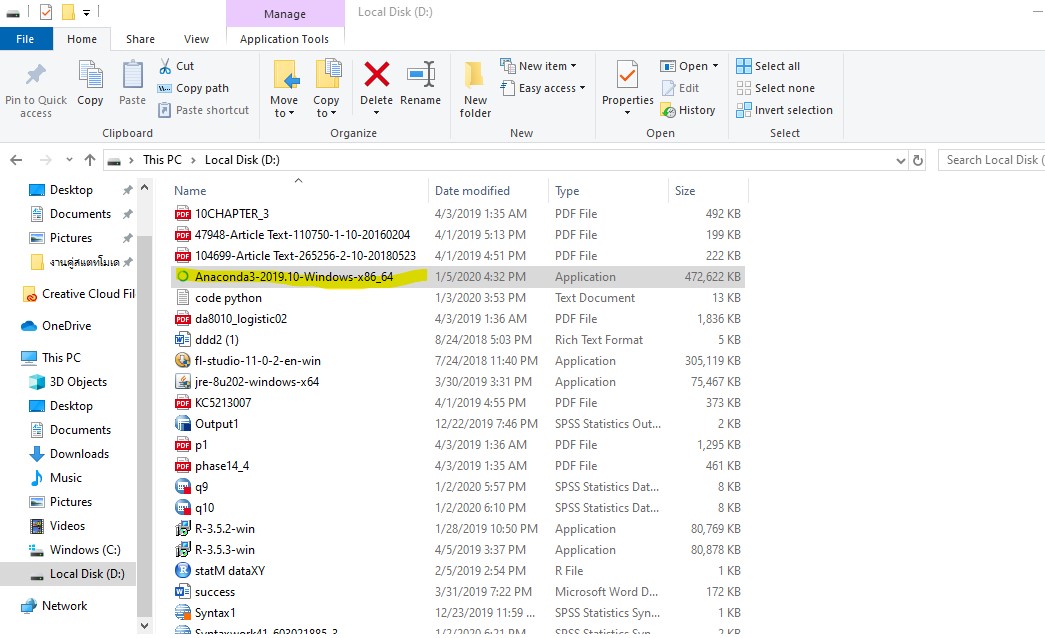 Manage
Local Disk (D:)
File
Home
Share
View
Application Tools
Pin to Quick access
Copy
Paste
Cut
Copy path
Paste shortcut
Clipboard
Move to
Copy to
Delete
Rename
Organize
New folder
New item
Easy access
New
Properties
Open
Edit
History
Open
Select all
Select none
Invert selection
Select
This PC > Local Disk (D:)
Search Local Disk (
Desktop
Documents
Pictures
งานคู่สแตทโมเด
Creative Cloud Fil
OneDrive
This PC
3D Objects
Desktop
Documents
Downloads
Music
Pictures
Videos
Windows (C:)
Local Disk (D:)
Network
Name Date modified Type Size
10CHAPTER_3 4/3/2019 1:35 AM PDF File 492 KB
47948-Article Text-110750-1-10-20160204 4/1/2019 5:13 PM PDF File 199 KB
104699-Article Text-265256-2-10-20180523 4/1/2019 4:51 PM PDF File 222 KB
Anaconda3-2019.10-Windows-x86_64 1/5/2020 4:32 PM Application 472,622 KB
code python 1/3/2020 3:53 PM Text Document 13 KB
da8010_logistic02 4/3/2019 1:36 AM PDF File 1,836 KB
ddd2 (1) 8/24/2018 5:03 PM Rich Text Format 5 KB
fl-studio-11-0-2-en-win 7/24/2018 11:40 PM Application 305,119 KB
jre-8u202-windows-x64 3/30/2019 3:31 PM Application 75,467 KB
KC5213007 4/1/2019 4:55 PM PDF File 373 KB
Output1 12/22/2019 7:46 PM SPSS Statistics Out... 2 KB
p1 4/3/2019 1:36 AM PDF File 1,295 KB
phase14_4 4/3/2019 1:35 AM PDF File 461 KB
q9 1/2/2020 5:57 PM SPSS Statistics Dat... 8 KB
q10 1/2/2020 6:10 PM SPSS Statistics Dat... 8 KB
R-3.5.2-win 1/28/2019 10:50 PM Application 80,769 KB
R-3.5.3-win 4/5/2019 3:37 PM Application 80,878 KB
statM dataXY 2/5/2019 2:54 PM R File 1 KB
success 3/31/2019 7:22 PM Microsoft Word D... 172 KB
Syntax1 12/23/2019 11:59 ... SPSS Statistics Syn... 1 KB
Syntaxwork41_603021885_3 1/2/2020 6:21 PM SPSS Statistics Syn... 2 KB